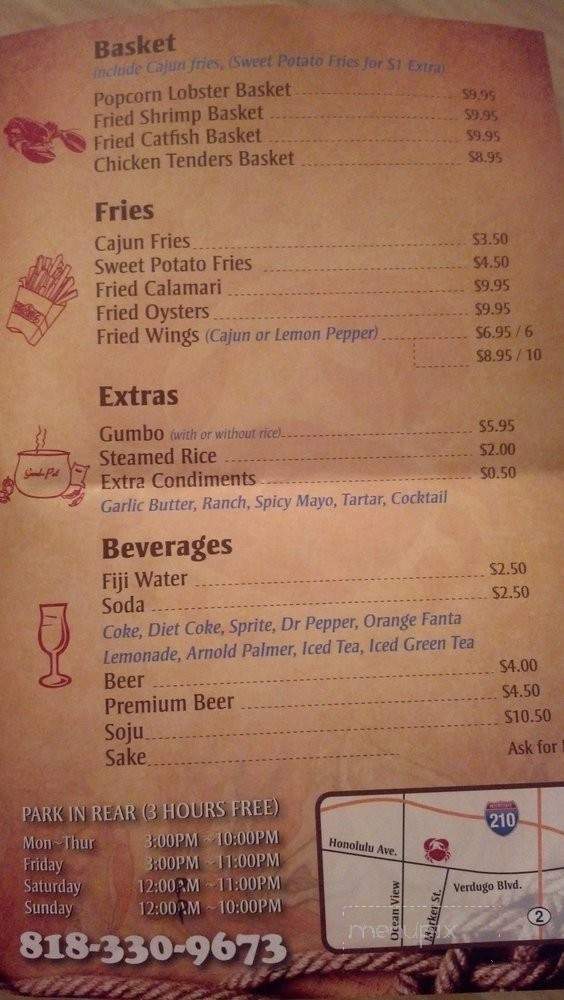 Basket
include Cajun fries, (Sweet Potato Fries for $1 Extra)
Popcorn Lobster Basket $9.95
Fried Shrimp Basket $9.95
Fried Catfish Basket $9.95
Chicken Tenders Basket $8.95
Fries
Cajun Fries $3.50
Sweet Potato Fries $4.50
Fried Calamari $9.95
Fried Oysters $9.95
Fried Wings (Cajun or Lemon Pepper) $6.95 / 6
$8.95 / 10
Extras
Gumbo (with or without rice) $5.95
Steamed Rice $2.00
Extra Condiments $0.50
Garlic Butter, Ranch, Spicy Mayo, Tartar, Cocktail
Beverages
Fiji Water $2.50
Soda $2.50
Coke, Diet Coke, Sprite, Dr Pepper, Orange Fanta
Lemonade, Arnold Palmer, Iced Tea, Iced Green Tea
Beer $4.00
Premium Beer $4.50
Soju $10.50
Sake Ask for
PARK IN REAR (3 HOURS FREE)
Mon~Thur 3:00PM ~10:00PM
Friday 3:00PM ~11:00PM
Saturday 12:00PM ~11:00PM
Sunday 12:00PM ~10:00PM
818-330-9673
210
Honolulu Ave.
Verdugo Blvd.
Ocean View
Market St.
2
menupix